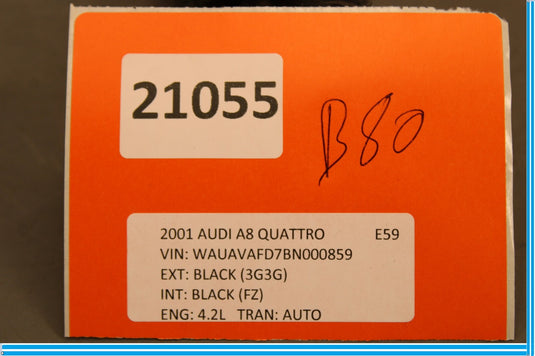 21055
B80
2001 AUDI A8 QUATTRO E59
VIN: WAUAVAFD7BN000859
EXT: BLACK (3G3G)
INT: BLACK (FZ)
ENG: 4.2L TRAN: AUTO